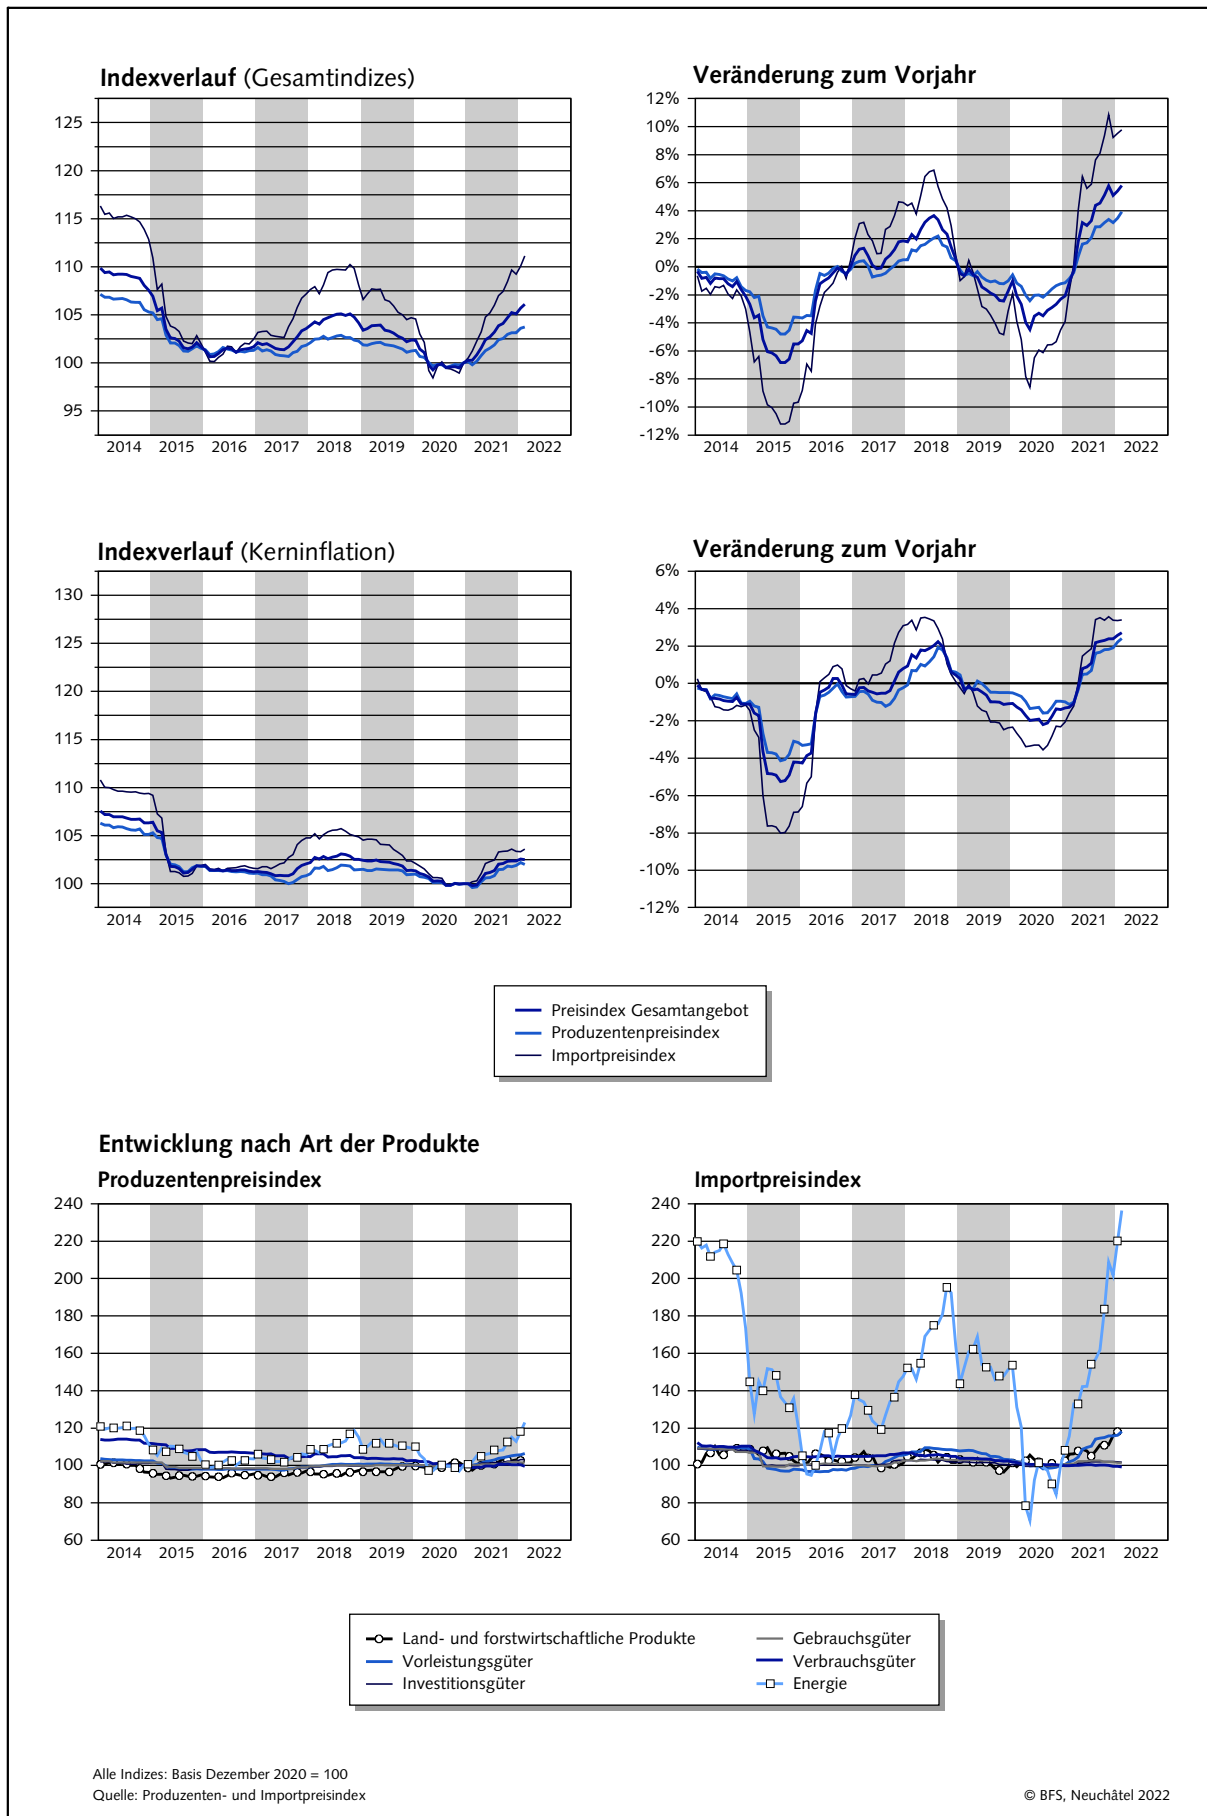 Indexverlauf (Gesamtindizes)
125
120
115
110
105
100
95
2014 2015 2016 2017 2018 2019 2020 2021 2022
Veränderung zum Vorjahr
12%
10%
8%
6%
4%
2%
0%
-2%
-4%
-6%
-8%
-10%
-12%
2014 2015 2016 2017 2018 2019 2020 2021 2022
Indexverlauf (Kerninflation)
130
125
120
115
110
105
100
2014 2015 2016 2017 2018 2019 2020 2021 2022
Veränderung zum Vorjahr
6%
4%
2%
0%
-2%
-4%
-6%
-8%
-10%
-12%
2014 2015 2016 2017 2018 2019 2020 2021 2022
Preisindex Gesamtangebot
Produzentenpreisindex
Importpreisindex
Entwicklung nach Art der Produkte
Produzentenpreisindex
240
220
200
180
160
140
120
100
80
60
2014 2015 2016 2017 2018 2019 2020 2021 2022
Importpreisindex
240
220
200
180
160
140
120
100
80
60
2014 2015 2016 2017 2018 2019 2020 2021 2022
Land- und forstwirtschaftliche Produkte
Vorleistungsgüter
Investitionsgüter
Gebrauchsgüter
Verbrauchsgüter
Energie
Alle Indizes: Basis Dezember 2020 = 100
Quelle: Produzenten- und Importpreisindex
© BFS, Neuchâtel 2022